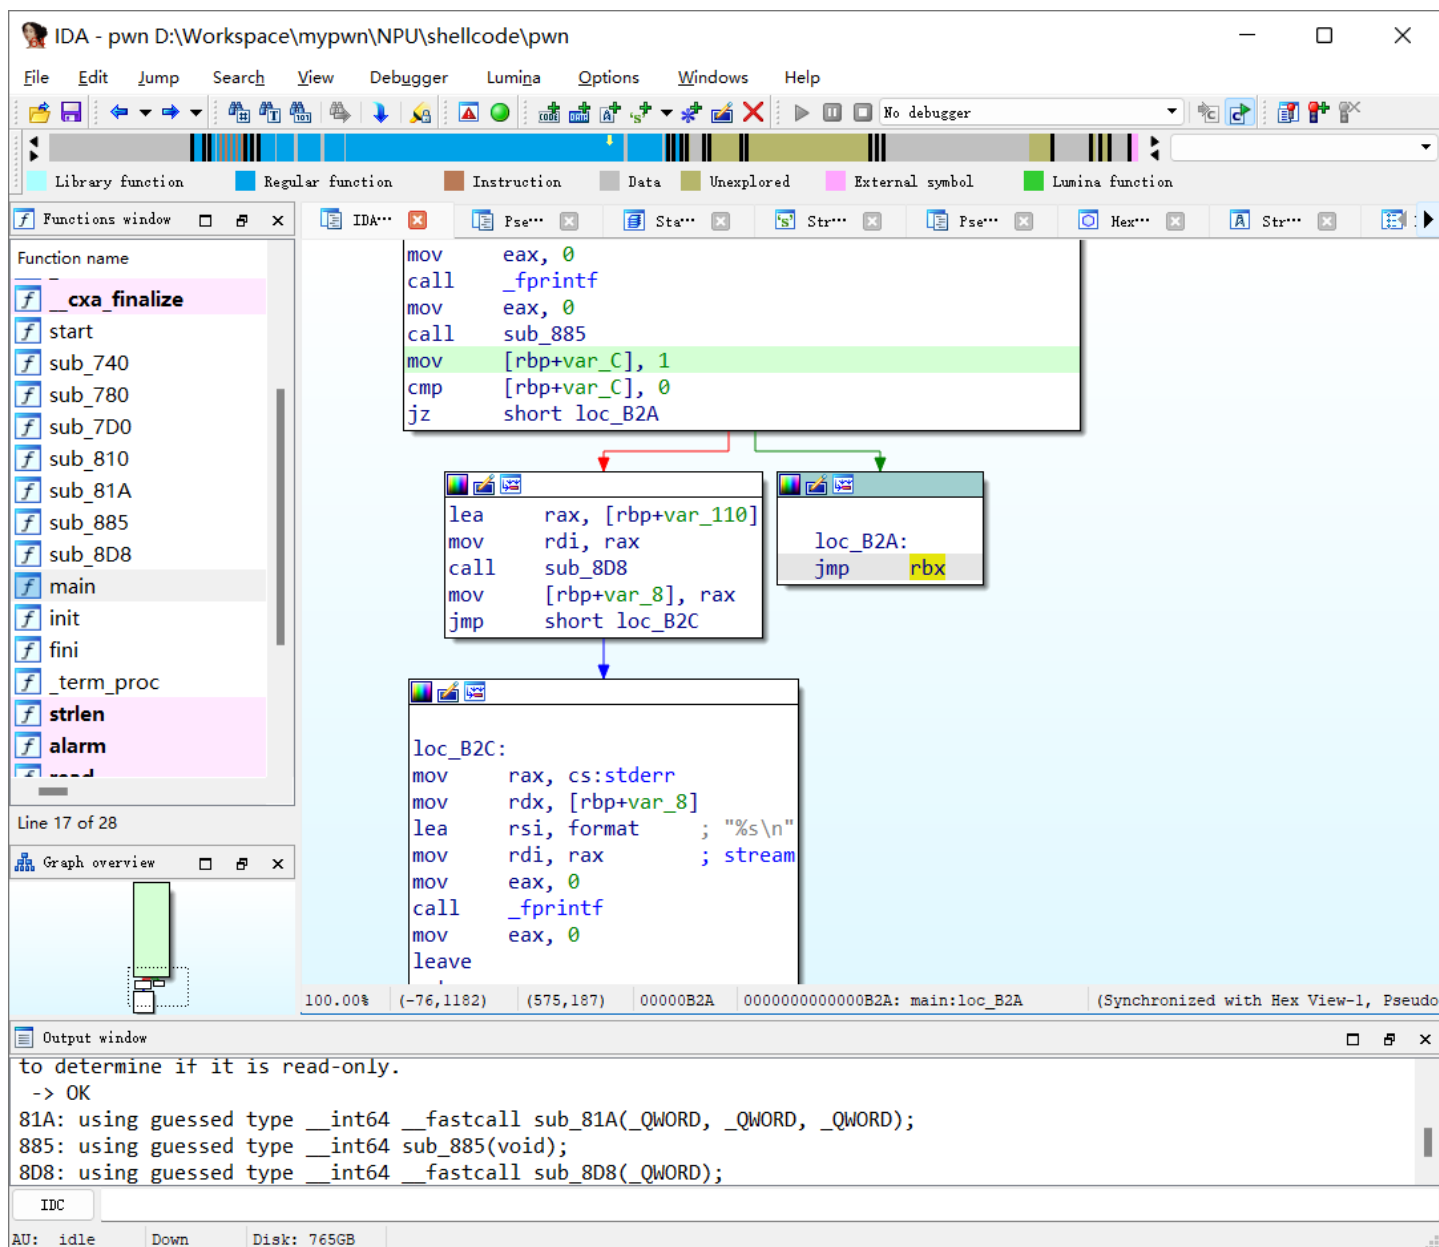 IDA - pwn D:\Workspace\mypwn\NPU\shellcode\pwn
File Edit Jump Search View Debugger Lumina Options Windows Help
No debugger
Library function Regular function Instruction Data Unexplored External symbol Lumina function
Functions window
IDA··· Pse··· Sta··· Str··· Pse··· Hex··· Str···
Function name
__cxa_finalize
start
sub_740
sub_780
sub_7D0
sub_810
sub_81A
sub_885
sub_8D8
main
init
fini
_term_proc
strlen
alarm
read
Line 17 of 28
Graph overview
mov eax, 0
call _fprintf
mov eax, 0
call sub_885
mov [rbp+var_C], 1
cmp [rbp+var_C], 0
jz short loc_B2A
lea rax, [rbp+var_110]
mov rdi, rax
call sub_8D8
mov [rbp+var_8], rax
jmp short loc_B2C
loc_B2A:
jmp rbx
loc_B2C:
mov rax, cs:stderr
mov rdx, [rbp+var_8]
lea rsi, format ; "%s\n"
mov rdi, rax ; stream
mov eax, 0
call _fprintf
mov eax, 0
leave
100.00% (-76,1182) (575,187) 00000B2A 0000000000000B2A: main:loc_B2A (Synchronized with Hex View-1, Pseudo
Output window
to determine if it is read-only.
-> OK
81A: using guessed type __int64 __fastcall sub_81A(_QWORD, _QWORD, _QWORD);
885: using guessed type __int64 sub_885(void);
8D8: using guessed type __int64 __fastcall sub_8D8(_QWORD);
IDC
AU: idle Down Disk: 765GB